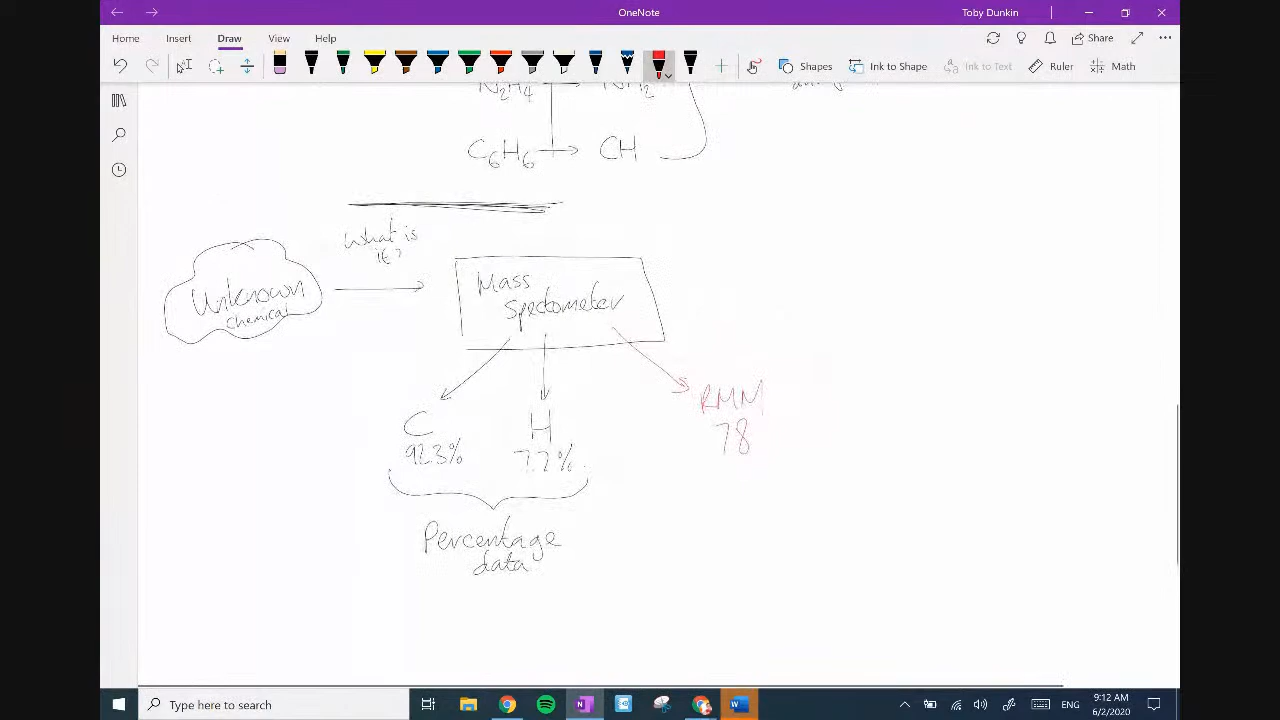 OneNote
Toby Dunkin
Home Insert Draw View Help
Share
Shapes Ink to Shape Ink to Text Ruler Math
N2H4 NH2
C6H6 CH
What is
it?
Unknown
chemical
Mass
Spectometer
C H
92.3% 7.7%
RMM
78
Percentage
data
Type here to search
ENG
9:12 AM
6/2/2020